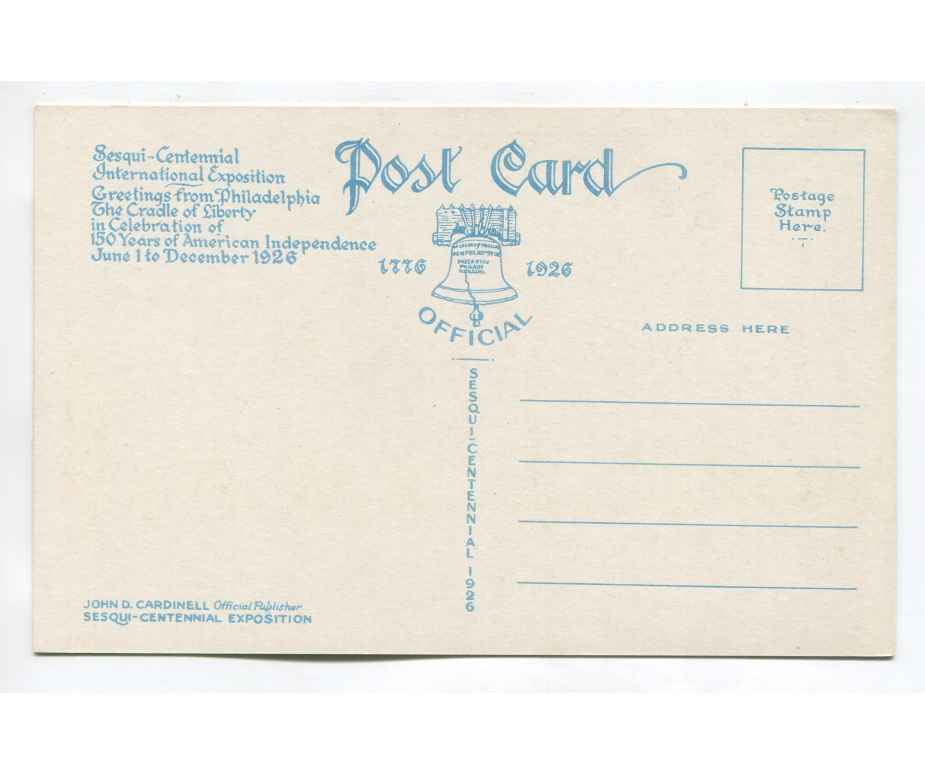 Sesqui-Centennial
International Exposition
Greetings from Philadelphia
The Cradle of Liberty
in Celebration of
150 Years of American Independence
June 1 to December 1926
Post Card
1776 1926
OFFICIAL
Postage
Stamp
Here.
ADDRESS HERE
SESQUI-CENTENNIAL 1926
JOHN D. CARDINELL Official Publisher
SESQUI-CENTENNIAL EXPOSITION